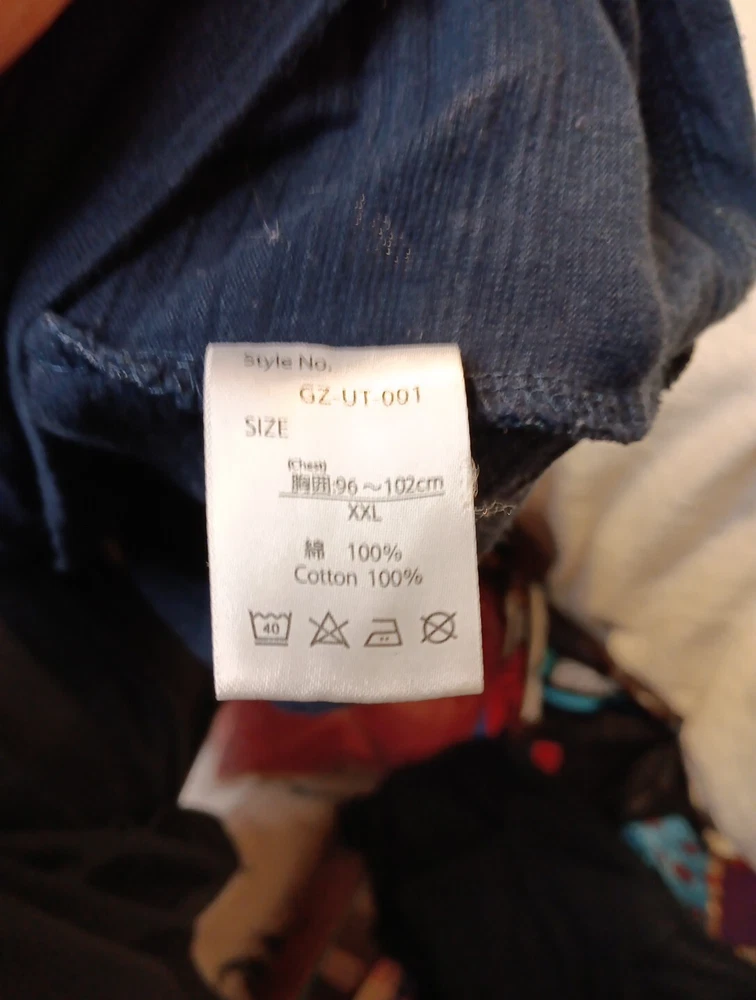 Style No.
GZ-UT-001
SIZE
(Chest)
胸囲:96～102cm
XXL
綿 100%
Cotton 100%
40